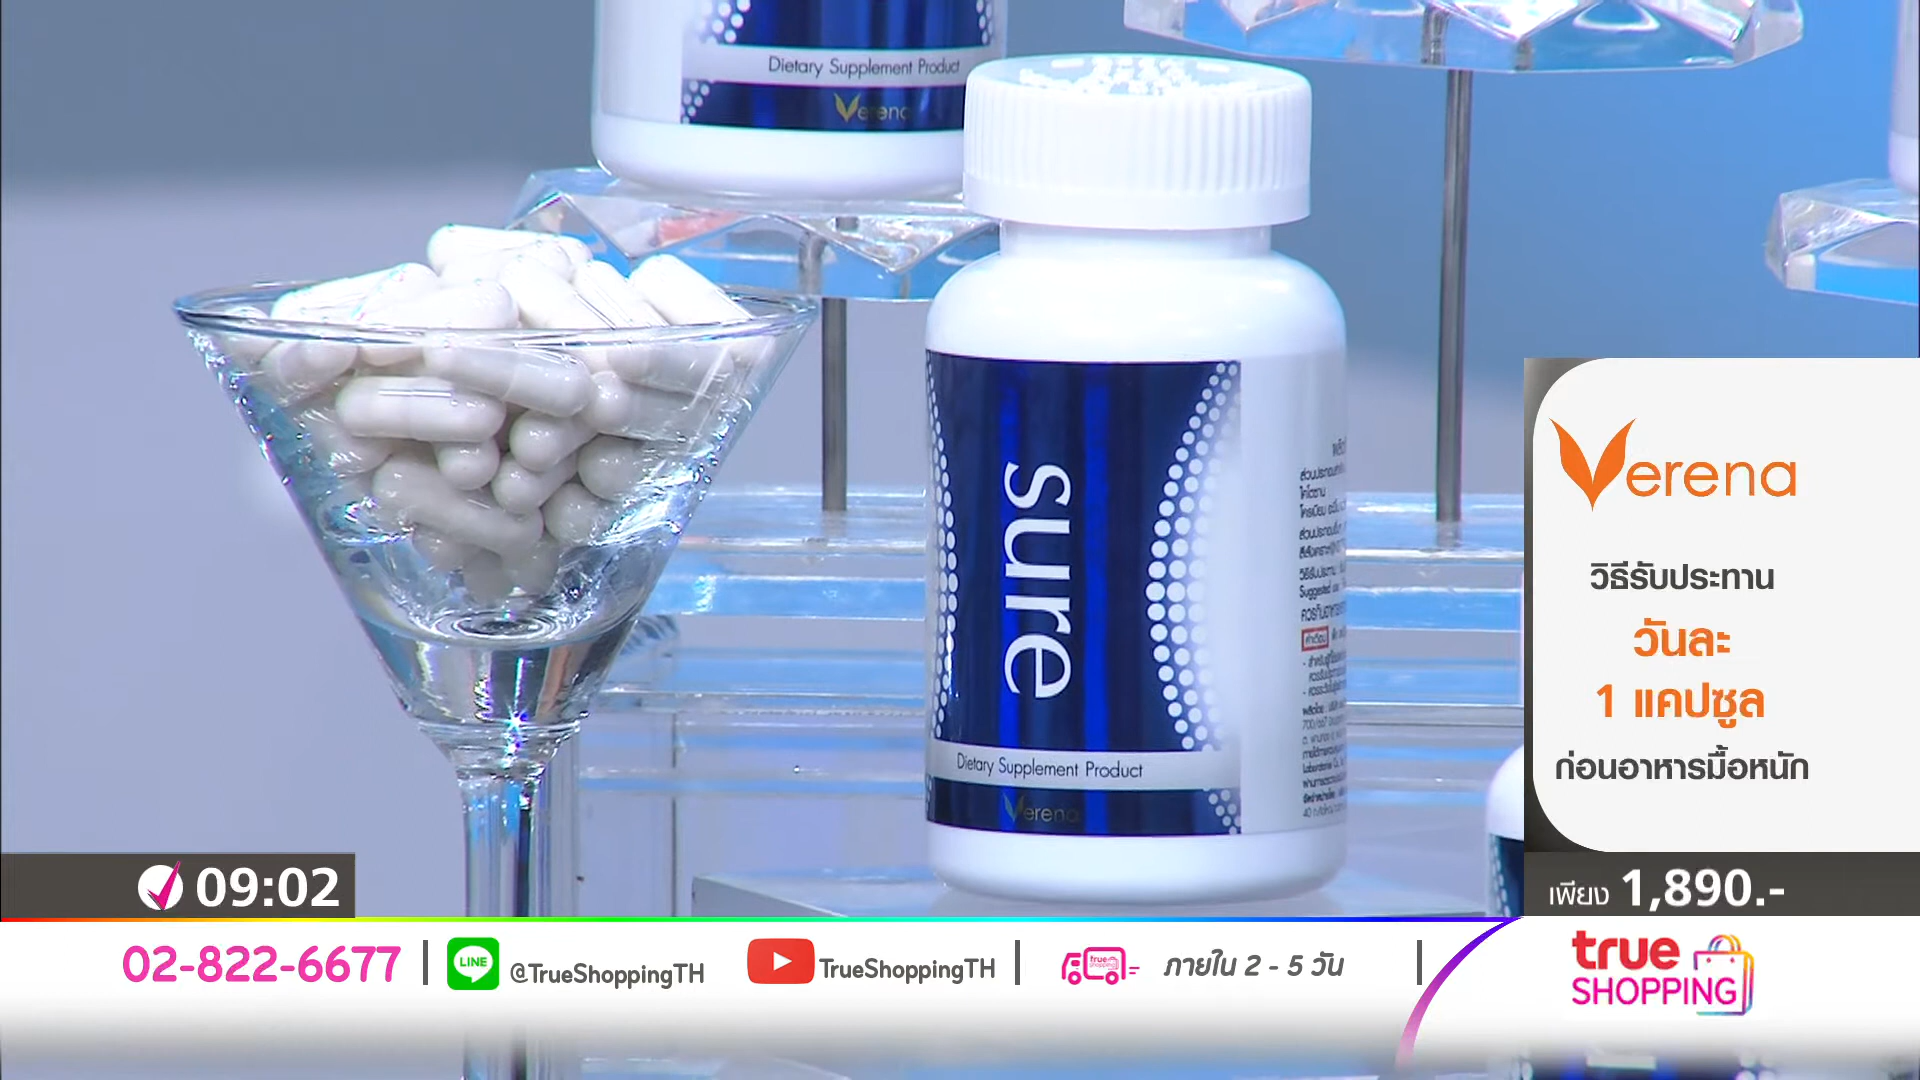 Dietary Supplement Product
Verena
sure
Dietary Supplement Product
Verena
Verena
วิธีรับประทาน
วันละ
1 แคปซูล
ก่อนอาหารมื้อหนัก
09:02
เพียง 1,890.-
02-822-6677
LINE
@TrueShoppingTH
TrueShoppingTH
ภายใน 2 - 5 วัน
true
SHOPPING